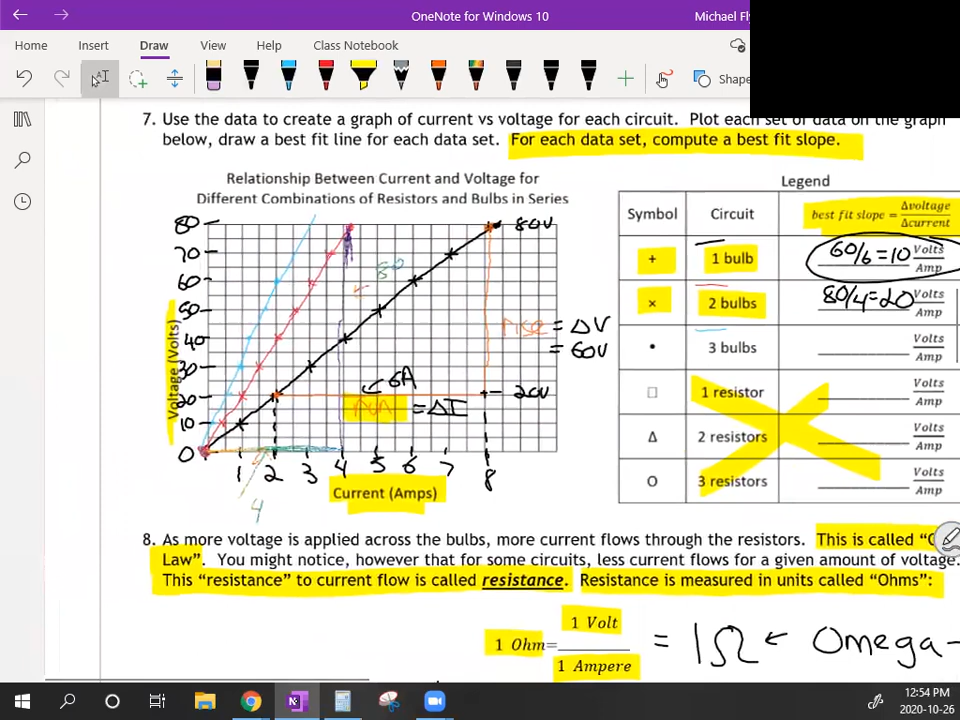 OneNote for Windows 10
Michael Fl
Home Insert Draw View Help Class Notebook
Shape
7. Use the data to create a graph of current vs voltage for each circuit. Plot each set of data on the graph
below, draw a best fit line for each data set. For each data set, compute a best fit slope.
Relationship Between Current and Voltage for
Different Combinations of Resistors and Bulbs in Series
80
70
60
50
40
30
20
10
0
Voltage (Volts)
1 2 3 4 5 6 7 8
Current (Amps)
80V
80
rise = ΔV
= 60V
6A
run = ΔI
20V
4
Legend
Symbol Circuit best fit slope = Δvoltage / Δcurrent
+ 1 bulb 60/6=10 Volts / Amp
× 2 bulbs 80/4=20 Volts / Amp
• 3 bulbs Volts / Amp
□ 1 resistor Volts / Amp
Δ 2 resistors Volts / Amp
O 3 resistors Volts / Amp
8. As more voltage is applied across the bulbs, more current flows through the resistors. This is called “
Law”. You might notice, however that for some circuits, less current flows for a given amount of voltage.
This “resistance” to current flow is called resistance. Resistance is measured in units called “Ohms”:
1 Ohm= 1 Volt / 1 Ampere = 1Ω ← Omega-
12:54 PM
2020-10-26